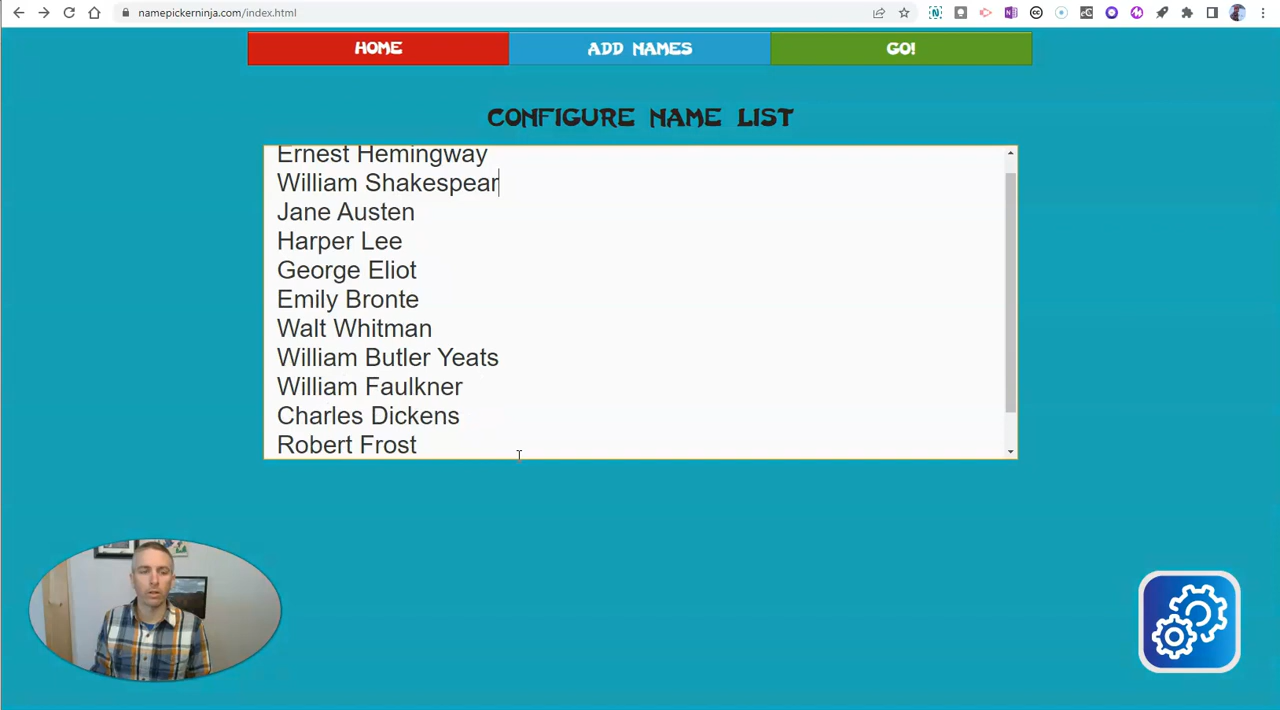 namepickerninja.com/index.html
HOME
ADD NAMES
GO!
CONFIGURE NAME LIST
Ernest Hemingway
William Shakespear
Jane Austen
Harper Lee
George Eliot
Emily Bronte
Walt Whitman
William Butler Yeats
William Faulkner
Charles Dickens
Robert Frost